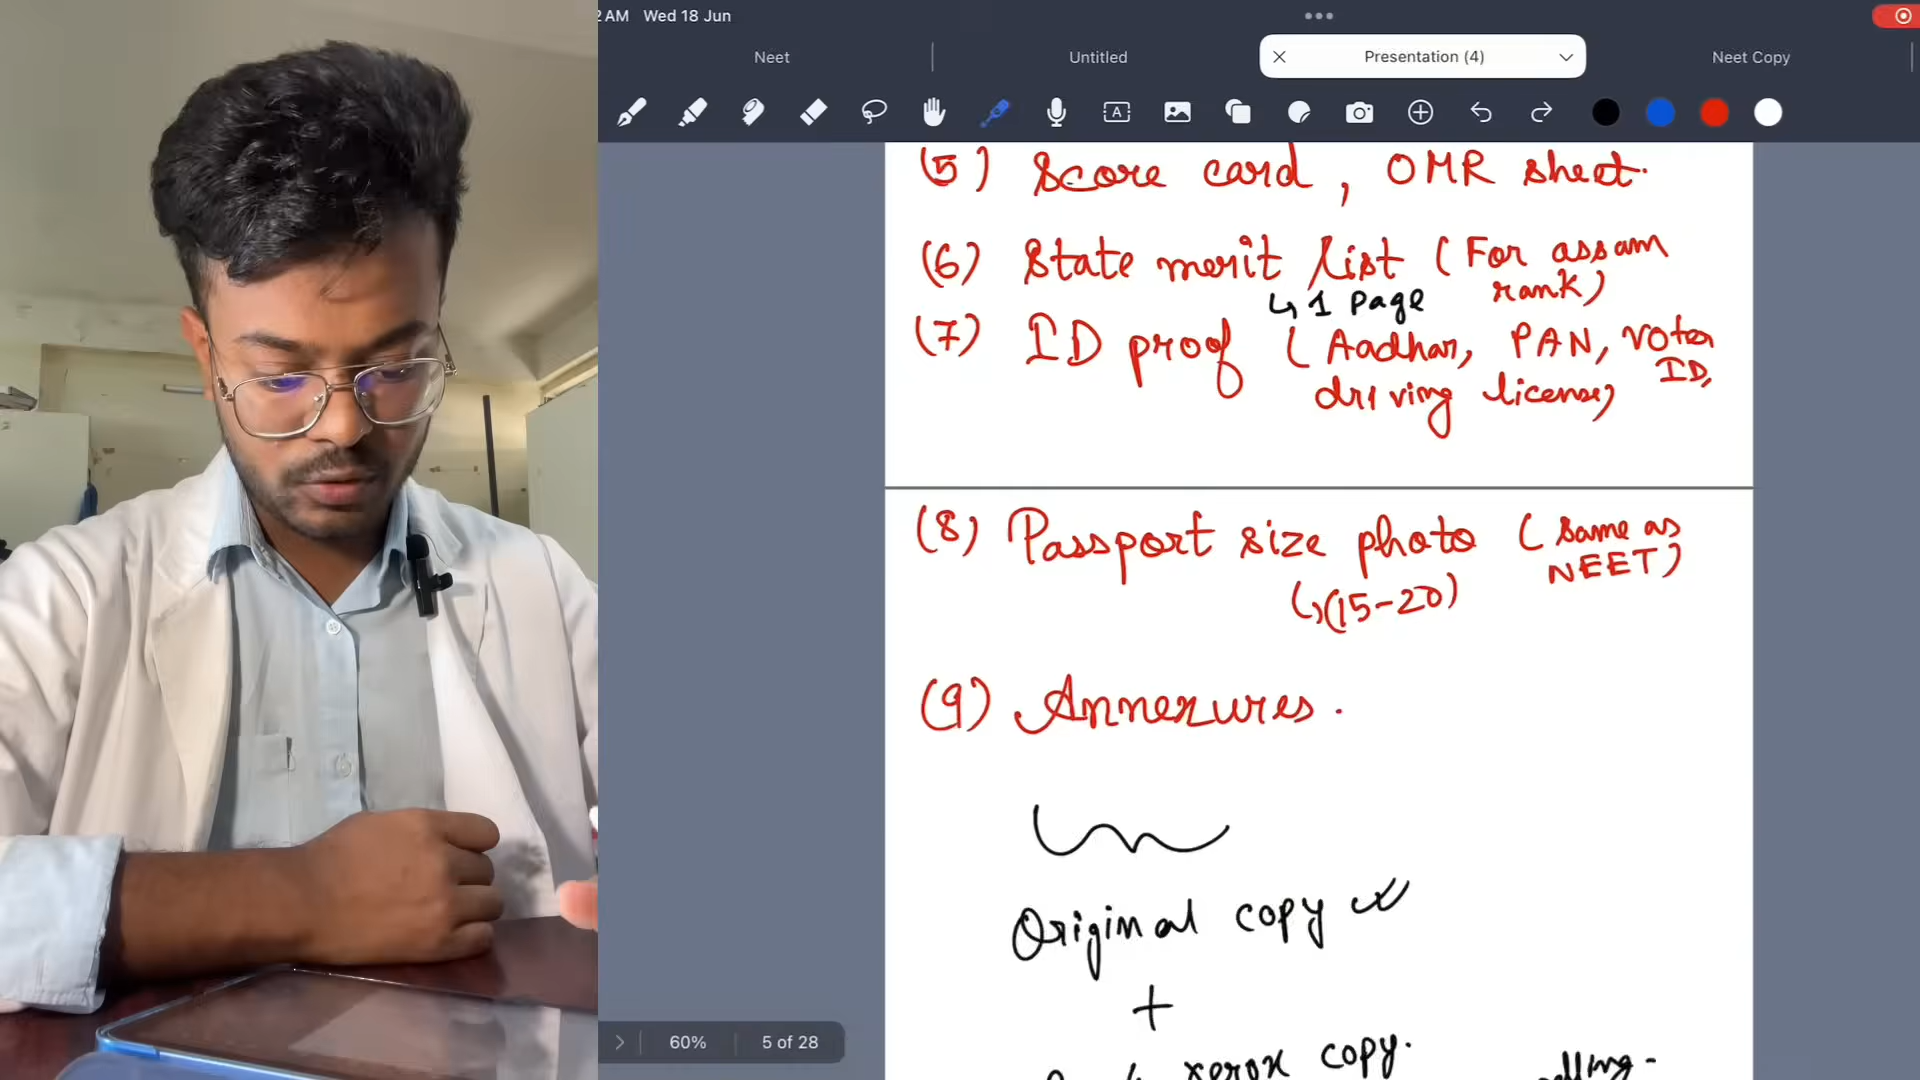 2 AM Wed 18 Jun
Neet
Untitled
Presentation (4)
Neet Copy
A
(5) Score card, OMR sheet.
(6) State merit list (For assam
rank)
↳ 1 Page
(7) ID proof (Aadhar, PAN, Voter
ID,
driving license,
(8) Passport size photo (Same as
NEET)
↳(15-20)
(9) Annexures.
Original copy
+
xerox copy.
60% 5 of 28